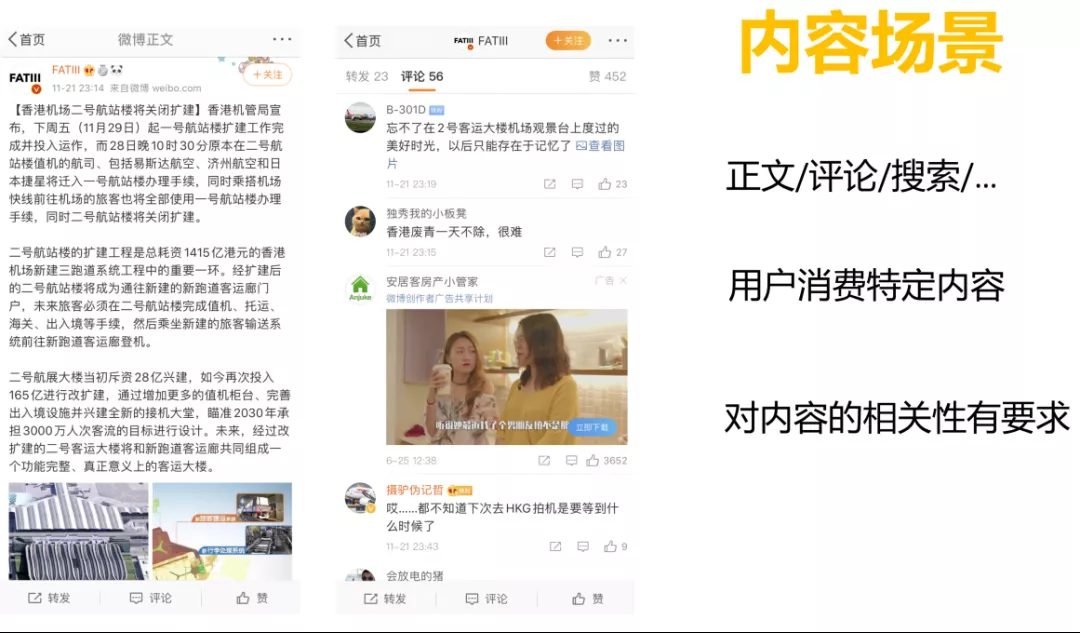 首页
微博正文
FATIII
FATIII
+关注
11-21 23:14 来自微博 weibo.com
【香港机场二号航站楼将关闭扩建】香港机管局宣
布，下周五（11月29日）起一号航站楼扩建工作完
成并投入运作，而28日晚10时30分原本在二号航
站楼值机的航司、包括易斯达航空、济州航空和日
本捷星将迁入一号航站楼办理手续，同时乘搭机场
快线前往机场的旅客也将全部使用一号航站楼办理
手续，同时二号航站楼将关闭扩建。
二号航站楼的扩建工程是总耗资1415亿港元的香港
机场新建三跑道系统工程中的重要一环。经扩建后
的二号航站楼将成为通往新建的新跑道客运廊门
户，未来旅客必须在二号航站楼完成值机、托运、
海关、出入境等手续，然后乘坐新建的旅客输送系
统前往新跑道客运廊登机。
二号航展大楼当初斥资28亿兴建，如今再次投入
165亿进行改扩建，通过增加更多的值机柜台、完善
出入境设施并兴建全新的接机大堂，瞄准2030年承
担3000万人次客流的目标进行设计。未来，经过改
扩建的二号客运大楼将和新跑道客运廊共同组成一
个功能完整、真正意义上的客运大楼。
转发
评论
赞
首页
FATIII
FATIII
+关注
转发 23
评论 56
赞 452
B-301D
忘不了在2号客运大楼机场观景台上度过的
美好时光，以后只能存在于记忆了 查看图
片
11-21 23:19
23
独秀我的小板凳
香港废青一天不除，很难
11-21 23:15
27
Anjuke
安居客房产小管家
广告
微博创作者广告共享计划
立即下载
6-25 12:38
3652
摄驴伪记哲
哎......都不知道下次去HKG拍机是要等到什
么时候了
11-21 23:43
9
会放电的猪
转发
评论
赞
内容场景
正文/评论/搜索/...
用户消费特定内容
对内容的相关性有要求